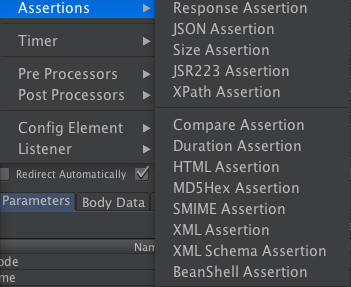 Assertions
Timer
Pre Processors
Post Processors
Config Element
Listener
Response Assertion
JSON Assertion
Size Assertion
JSR223 Assertion
XPath Assertion
Compare Assertion
Duration Assertion
HTML Assertion
MD5Hex Assertion
SMIME Assertion
XML Assertion
XML Schema Assertion
BeanShell Assertion
Redirect Automatically
Parameters Body Data
Na
ode
me